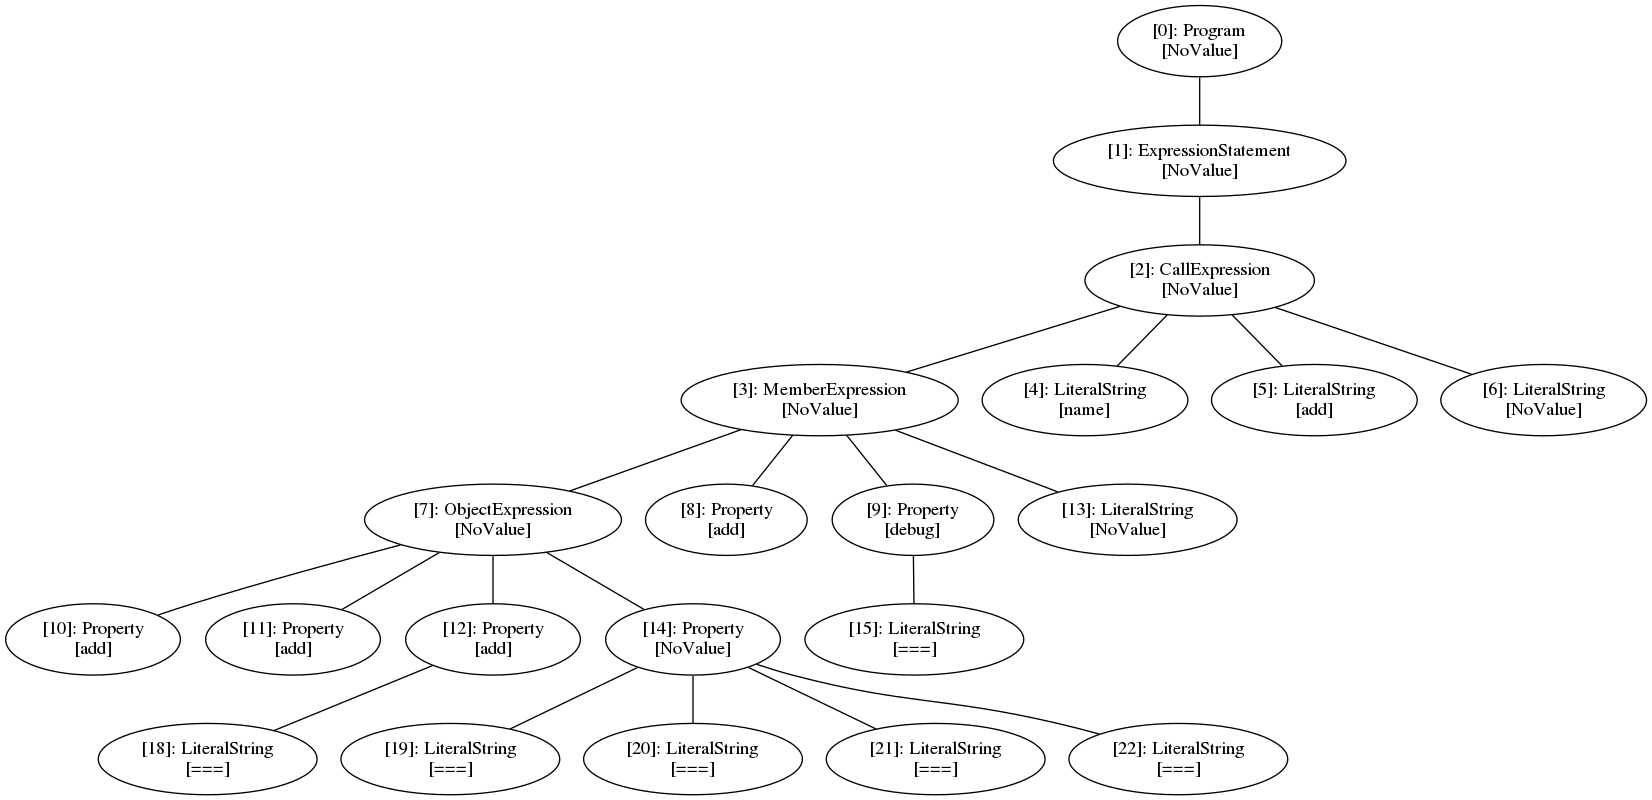 [0]: Program
[NoValue]
[1]: ExpressionStatement
[NoValue]
[2]: CallExpression
[NoValue]
[3]: MemberExpression
[NoValue]
[4]: LiteralString
[name]
[5]: LiteralString
[add]
[6]: LiteralString
[NoValue]
[7]: ObjectExpression
[NoValue]
[8]: Property
[add]
[9]: Property
[debug]
[13]: LiteralString
[NoValue]
[10]: Property
[add]
[11]: Property
[add]
[12]: Property
[add]
[14]: Property
[NoValue]
[15]: LiteralString
[===]
[18]: LiteralString
[===]
[19]: LiteralString
[===]
[20]: LiteralString
[===]
[21]: LiteralString
[===]
[22]: LiteralString
[===]